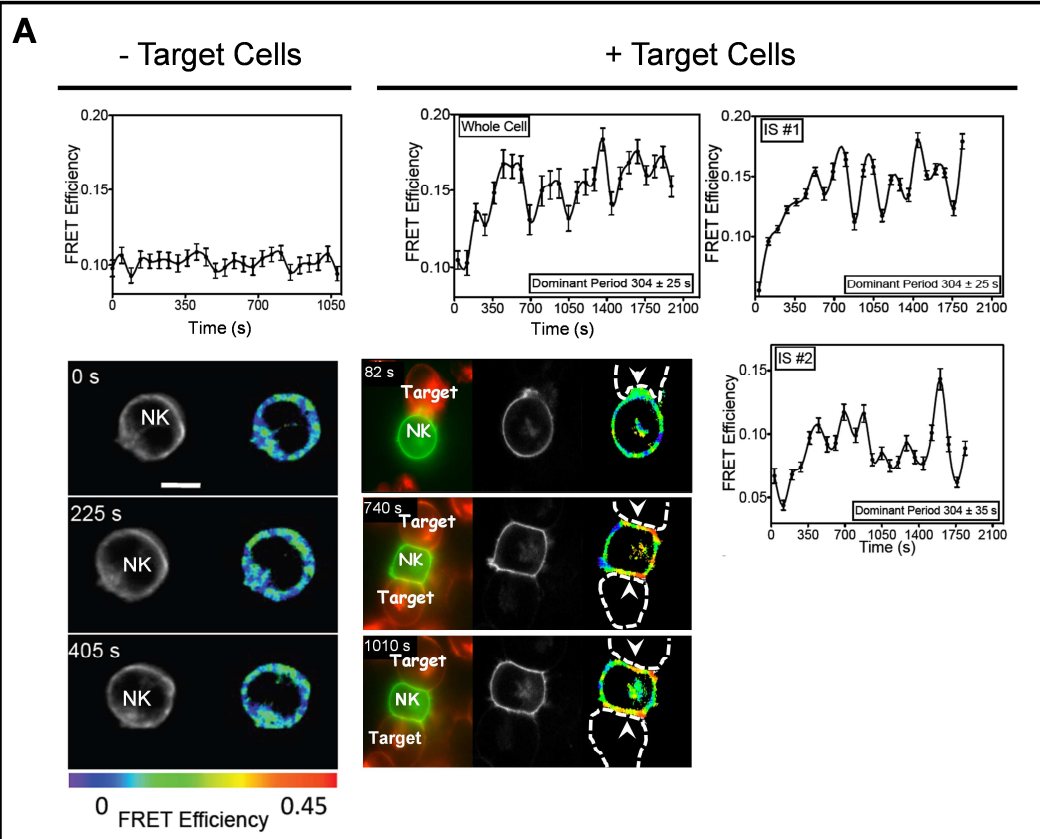 A
- Target Cells
+ Target Cells
0.20
0.15
0.10
FRET Efficiency
0
350
700
1050
Time (s)
0.20
0.15
0.10
FRET Efficiency
Whole Cell
Dominant Period 304 ± 25 s
0
350
700
1050
1400
1750
2100
Time (s)
0.20
0.15
0.10
FRET Efficiency
IS #1
Dominant Period 304 ± 25 s
0
350
700
1050
1400
1750
2100
0.15
0.10
0.05
FRET Efficiency
IS #2
Dominant Period 304 ± 35 s
0
350
700
1050
1400
1750
2100
Time (s)
0 s
NK
225 s
NK
405 s
NK
0
0.45
FRET Efficiency
82 s
Target
NK
740 s
Target
NK
Target
1010 s
Target
NK
Target